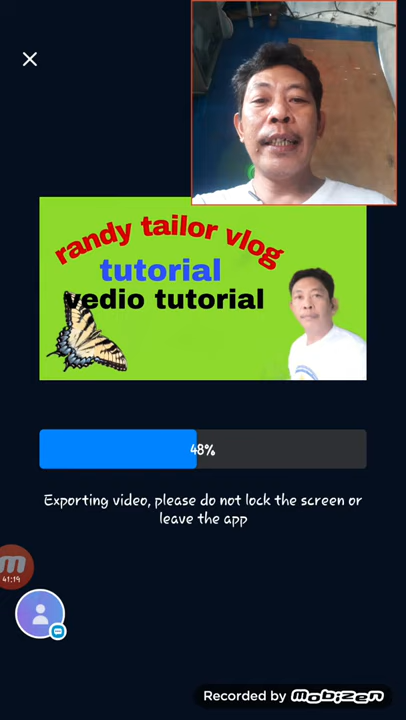 randy tailor vlog
tutorial
vedio tutorial
48%
Exporting video, please do not lock the screen or
leave the app
41:19
Recorded by mobizen